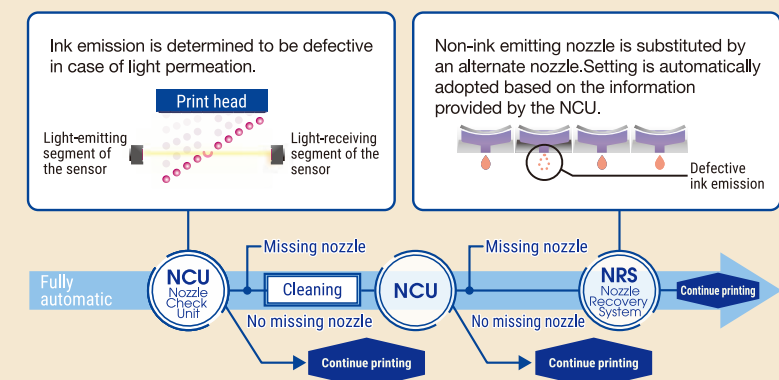 Ink emission is determined to be defective
in case of light permeation.
Print head
Light-emitting
segment of
the sensor
Light-receiving
segment of the
sensor
Non-ink emitting nozzle is substituted by
an alternate nozzle.Setting is automatically
adopted based on the information
provided by the NCU.
Defective
ink emission
Fully
automatic
NCU
Nozzle
Check
Unit
Missing nozzle
Cleaning
No missing nozzle
Continue printing
NCU
Missing nozzle
No missing nozzle
Continue printing
NRS
Nozzle
Recovery
System
Continue printing